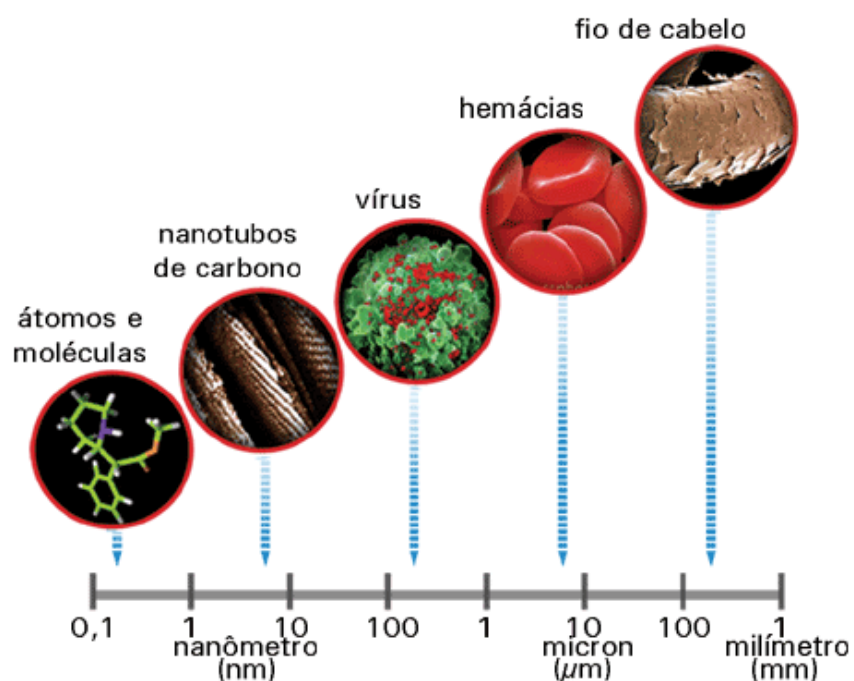 fio de cabelo
hemácias
vírus
nanotubos
de carbono
átomos e
moléculas
0,1 1 10 100 1 10 100 1
nanômetro
(nm)
micron
(µm)
milímetro
(mm)